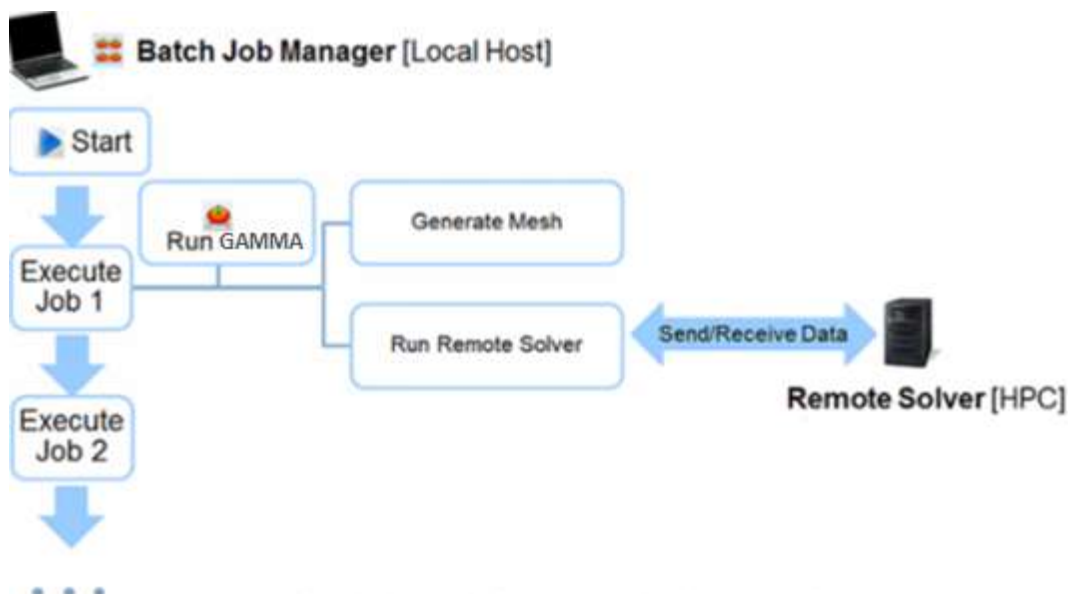 Batch Job Manager [Local Host]
Start
Run GAMMA
Generate Mesh
Execute
Job 1
Run Remote Solver
Send/Receive Data
Remote Solver [HPC]
Execute
Job 2